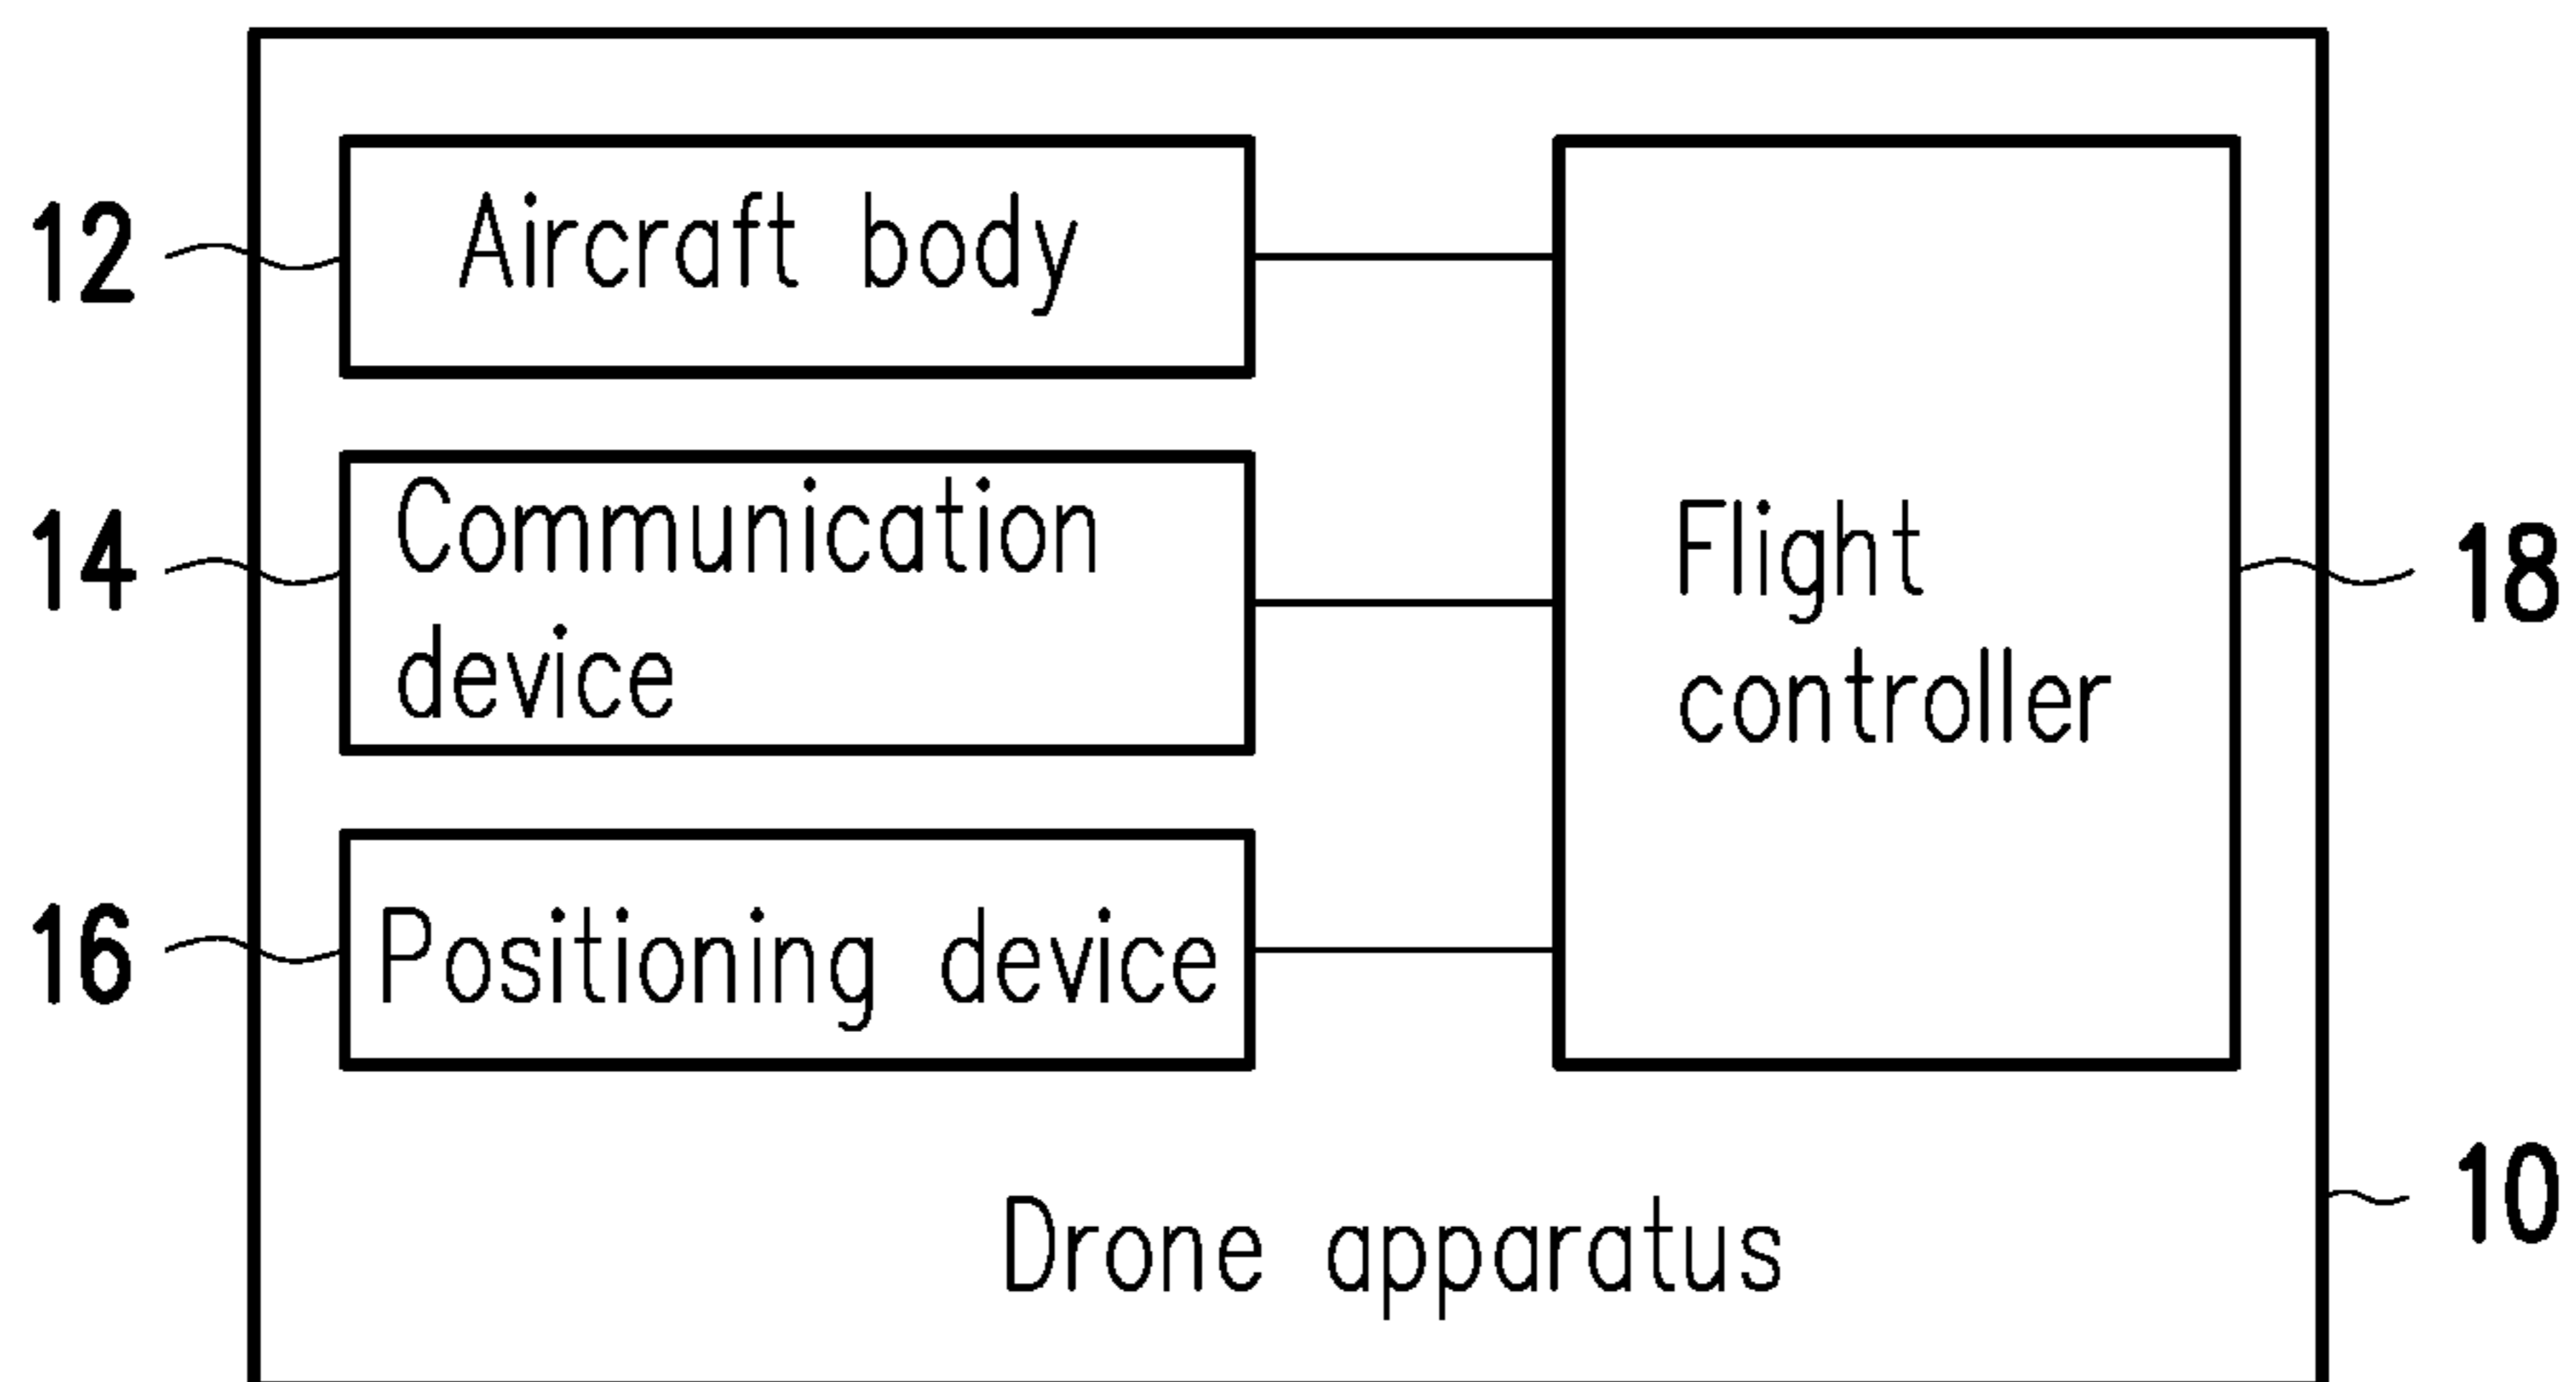 12
Aircraft body
14
Communication
device
16
Positioning device
Flight
controller
18
Drone apparatus
10